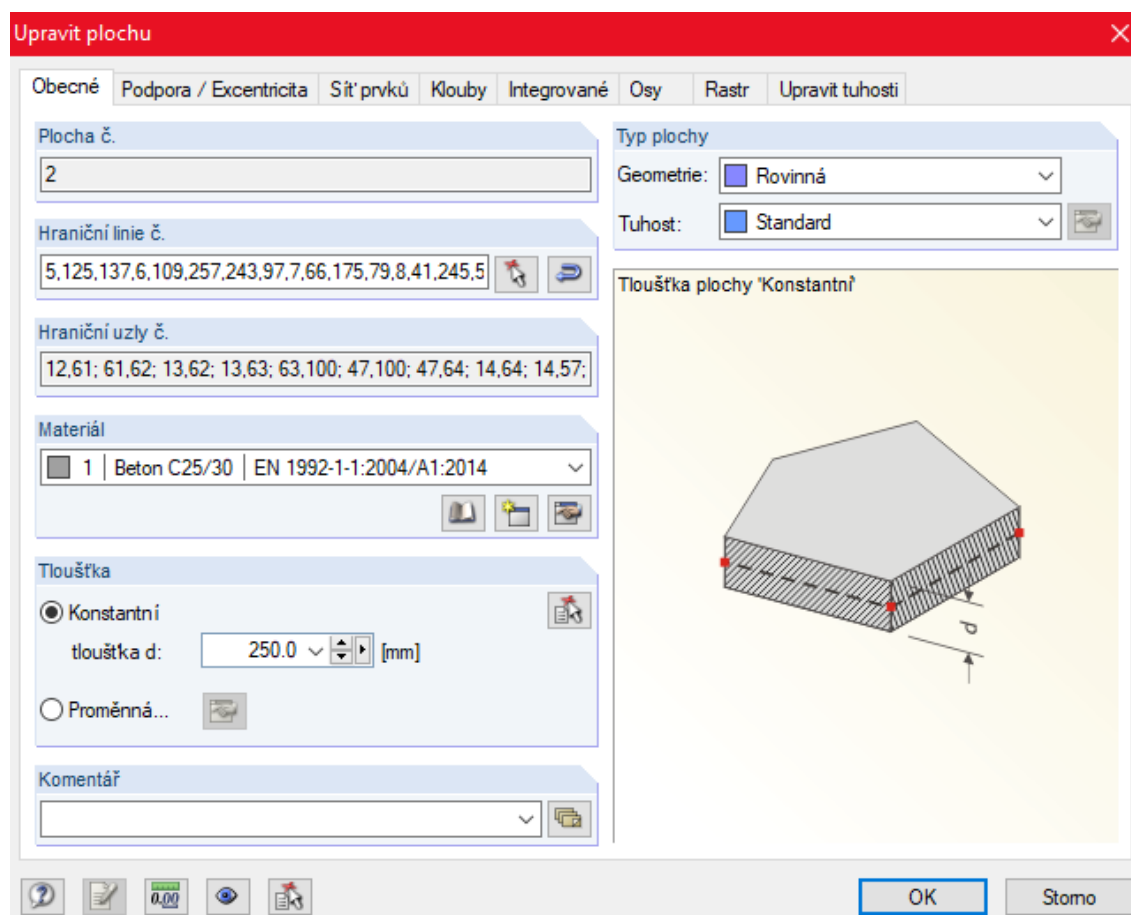 Upravit plochu
Obecné
Podpora / Excentricita
Síť prvků
Klouby
Integrované
Osy
Rastr
Upravit tuhosti
Plocha č.
2
Hraniční linie č.
5,125,137,6,109,257,243,97,7,66,175,79,8,41,245,5
Hraniční uzly č.
12,61; 61,62; 13,62; 13,63; 63,100; 47,100; 47,64; 14,64; 14,57;
Materiál
1 Beton C25/30 EN 1992-1-1:2004/A1:2014
Tloušťka
Konstantní
tloušťka d: 250.0 [mm]
Proměnná...
Komentář
Typ plochy
Geometrie: Rovinná
Tuhost: Standard
Tloušťka plochy 'Konstantní'
d
0.00
OK
Storno